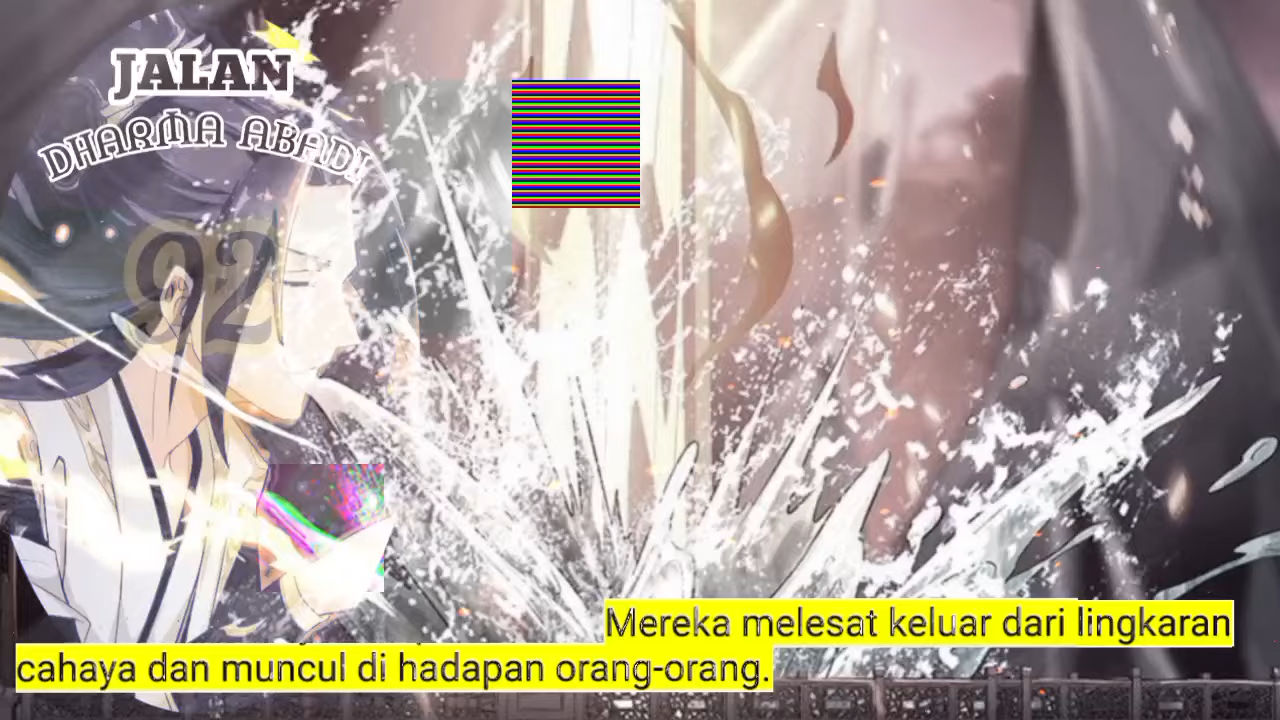 JALAN
DHARMA ABADI
92
Mereka melesat keluar dari lingkaran
cahaya dan muncul di hadapan orang-orang.